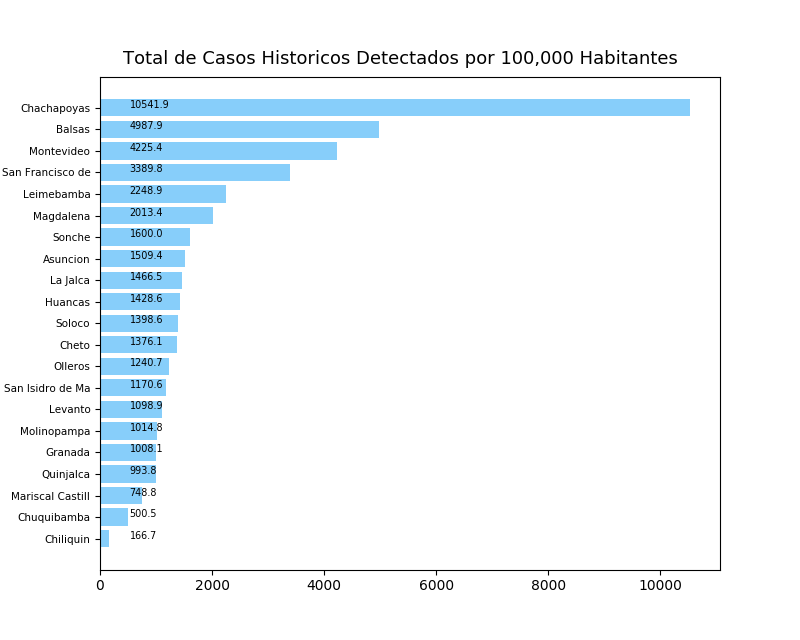 Total de Casos Historicos Detectados por 100,000 Habitantes
Chachapoyas 10541.9
Balsas 4987.9
Montevideo 4225.4
San Francisco de 3389.8
Leimebamba 2248.9
Magdalena 2013.4
Sonche 1600.0
Asuncion 1509.4
La Jalca 1466.5
Huancas 1428.6
Soloco 1398.6
Cheto 1376.1
Olleros 1240.7
San Isidro de Ma 1170.6
Levanto 1098.9
Molinopampa 1014.8
Granada 1008.1
Quinjalca 993.8
Mariscal Castill 748.8
Chuquibamba 500.5
Chiliquin 166.7
0 2000 4000 6000 8000 10000